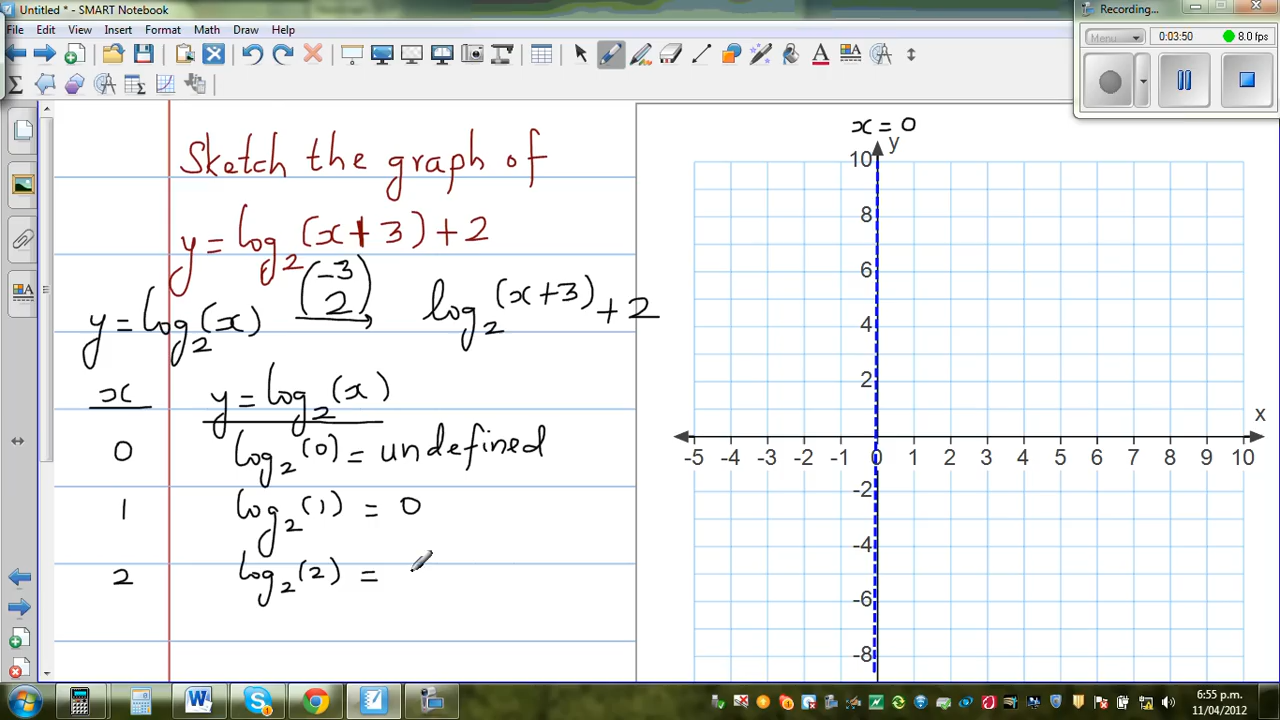 Untitled * - SMART Notebook
Recording...
File Edit View Insert Format Math Draw Help
Menu 03:50 8.0 fps
Sketch the graph of
y = log₂(x+3)+2
y = log₂(x) (-3 2) → log₂(x+3)+2
x y = log₂(x)
0 log₂(0) = undefined
1 log₂(1) = 0
2 log₂(2) =
x = 0
y
10
8
6
4
2
x
-5 -4 -3 -2 -1 0 1 2 3 4 5 6 7 8 9 10
-2
-4
-6
-8
6:55 p.m.
11/04/2012